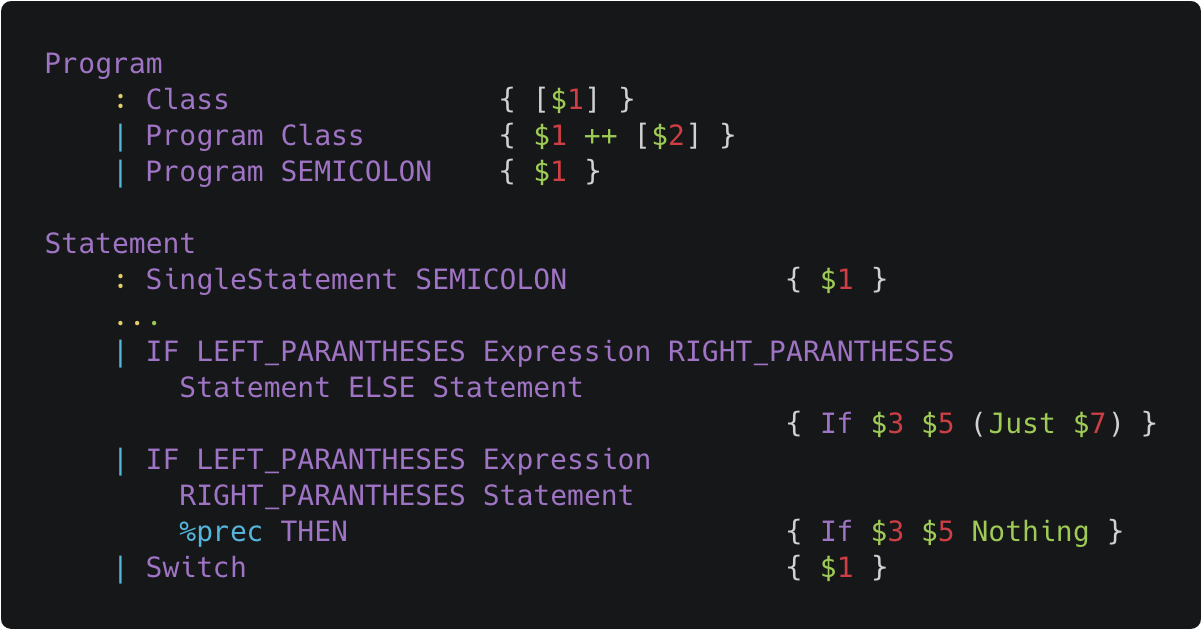 Program
    : Class                { [$1] }
    | Program Class        { $1 ++ [$2] }
    | Program SEMICOLON    { $1 }

Statement
    : SingleStatement SEMICOLON             { $1 }
    ...
    | IF LEFT_PARANTHESES Expression RIGHT_PARANTHESES
        Statement ELSE Statement
                                            { If $3 $5 (Just $7) }
    | IF LEFT_PARANTHESES Expression
        RIGHT_PARANTHESES Statement
        %prec THEN                          { If $3 $5 Nothing }
    | Switch                                { $1 }